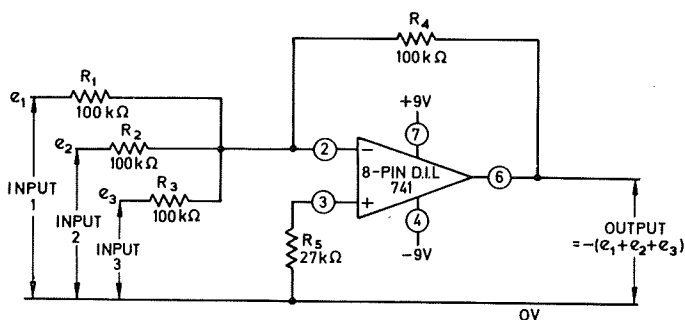 R4
100kΩ
R1
e1
100kΩ
+9V
R2
e2
100kΩ
7
2
−
8-PIN D.I.L
741
6
INPUT
1
e3
R3
100kΩ
3
+
INPUT
2
4
−9V
INPUT
3
R5
27kΩ
OUTPUT
=−(e1+e2+e3)
0V